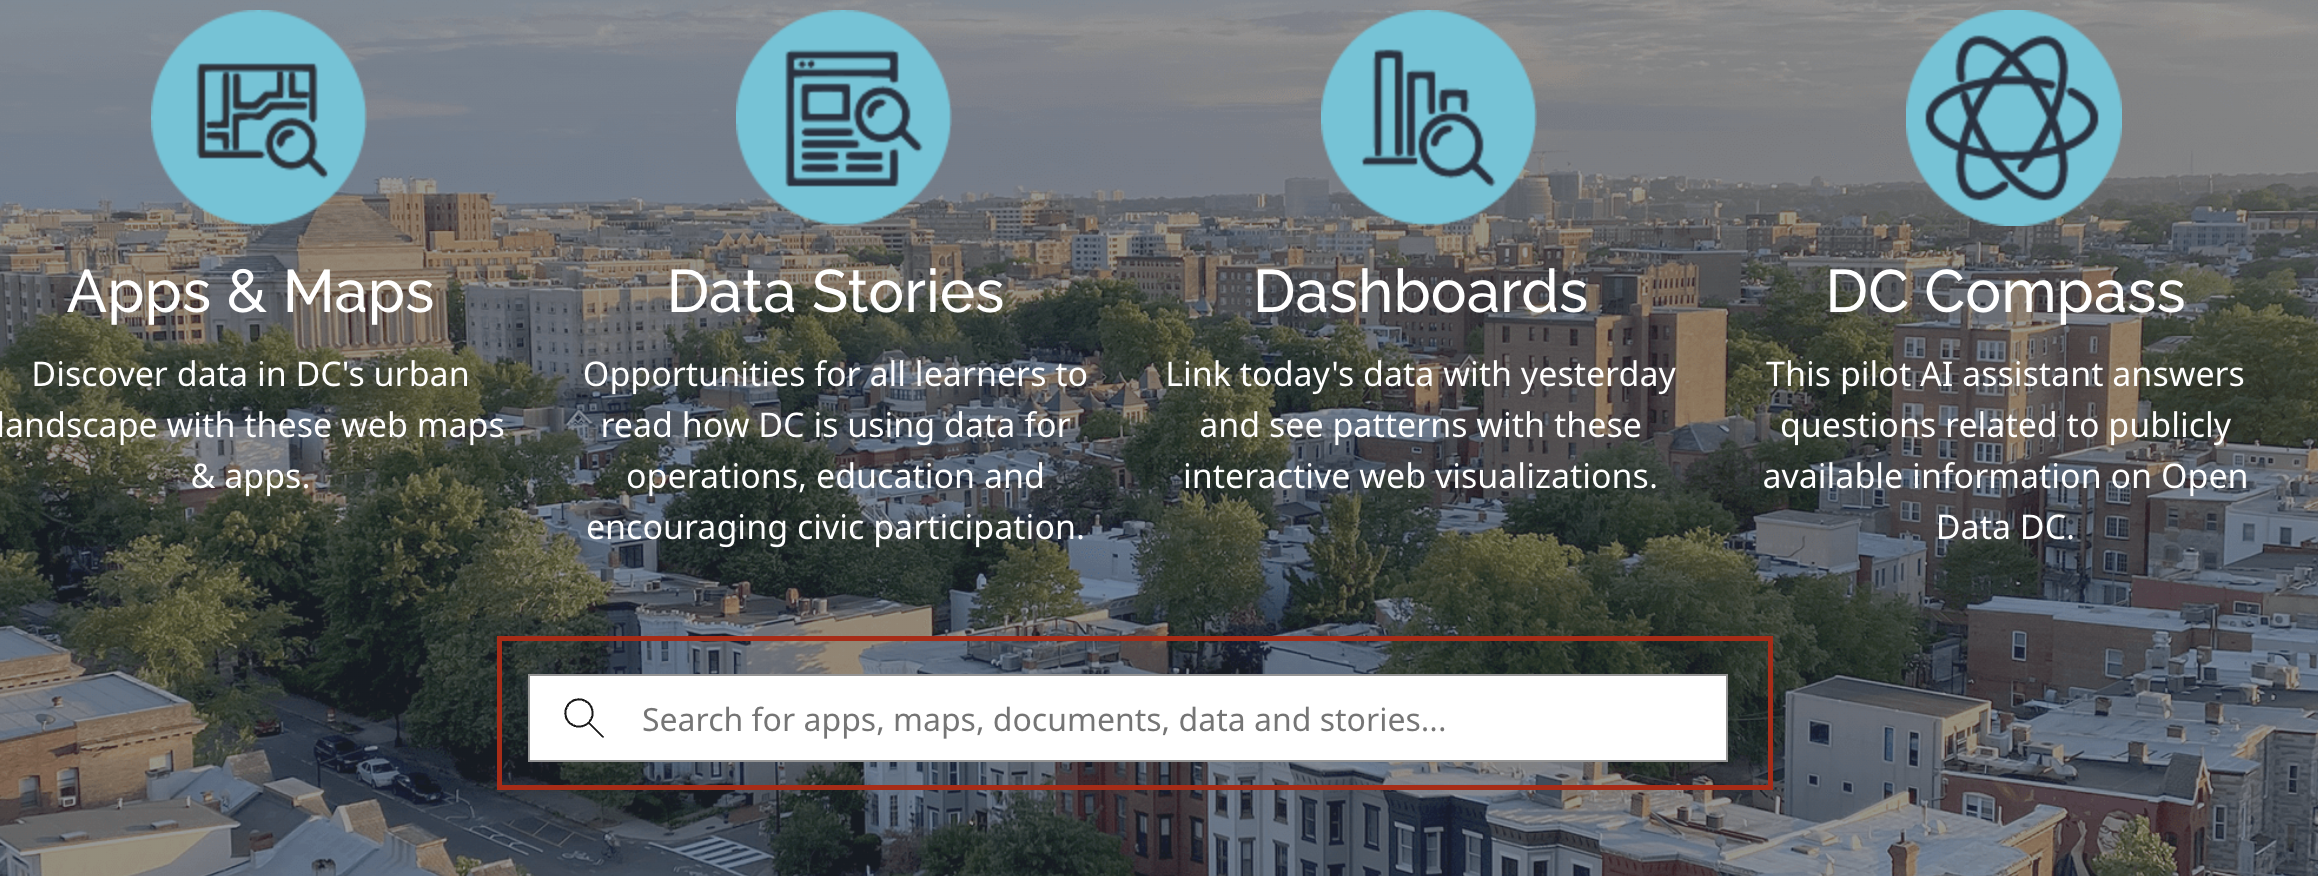 Apps & Maps
Discover data in DC's urban
landscape with these web maps
& apps.
Data Stories
Opportunities for all learners to
read how DC is using data for
operations, education and
encouraging civic participation.
Dashboards
Link today's data with yesterday
and see patterns with these
interactive web visualizations.
DC Compass
This pilot AI assistant answers
questions related to publicly
available information on Open
Data DC.
Search for apps, maps, documents, data and stories...